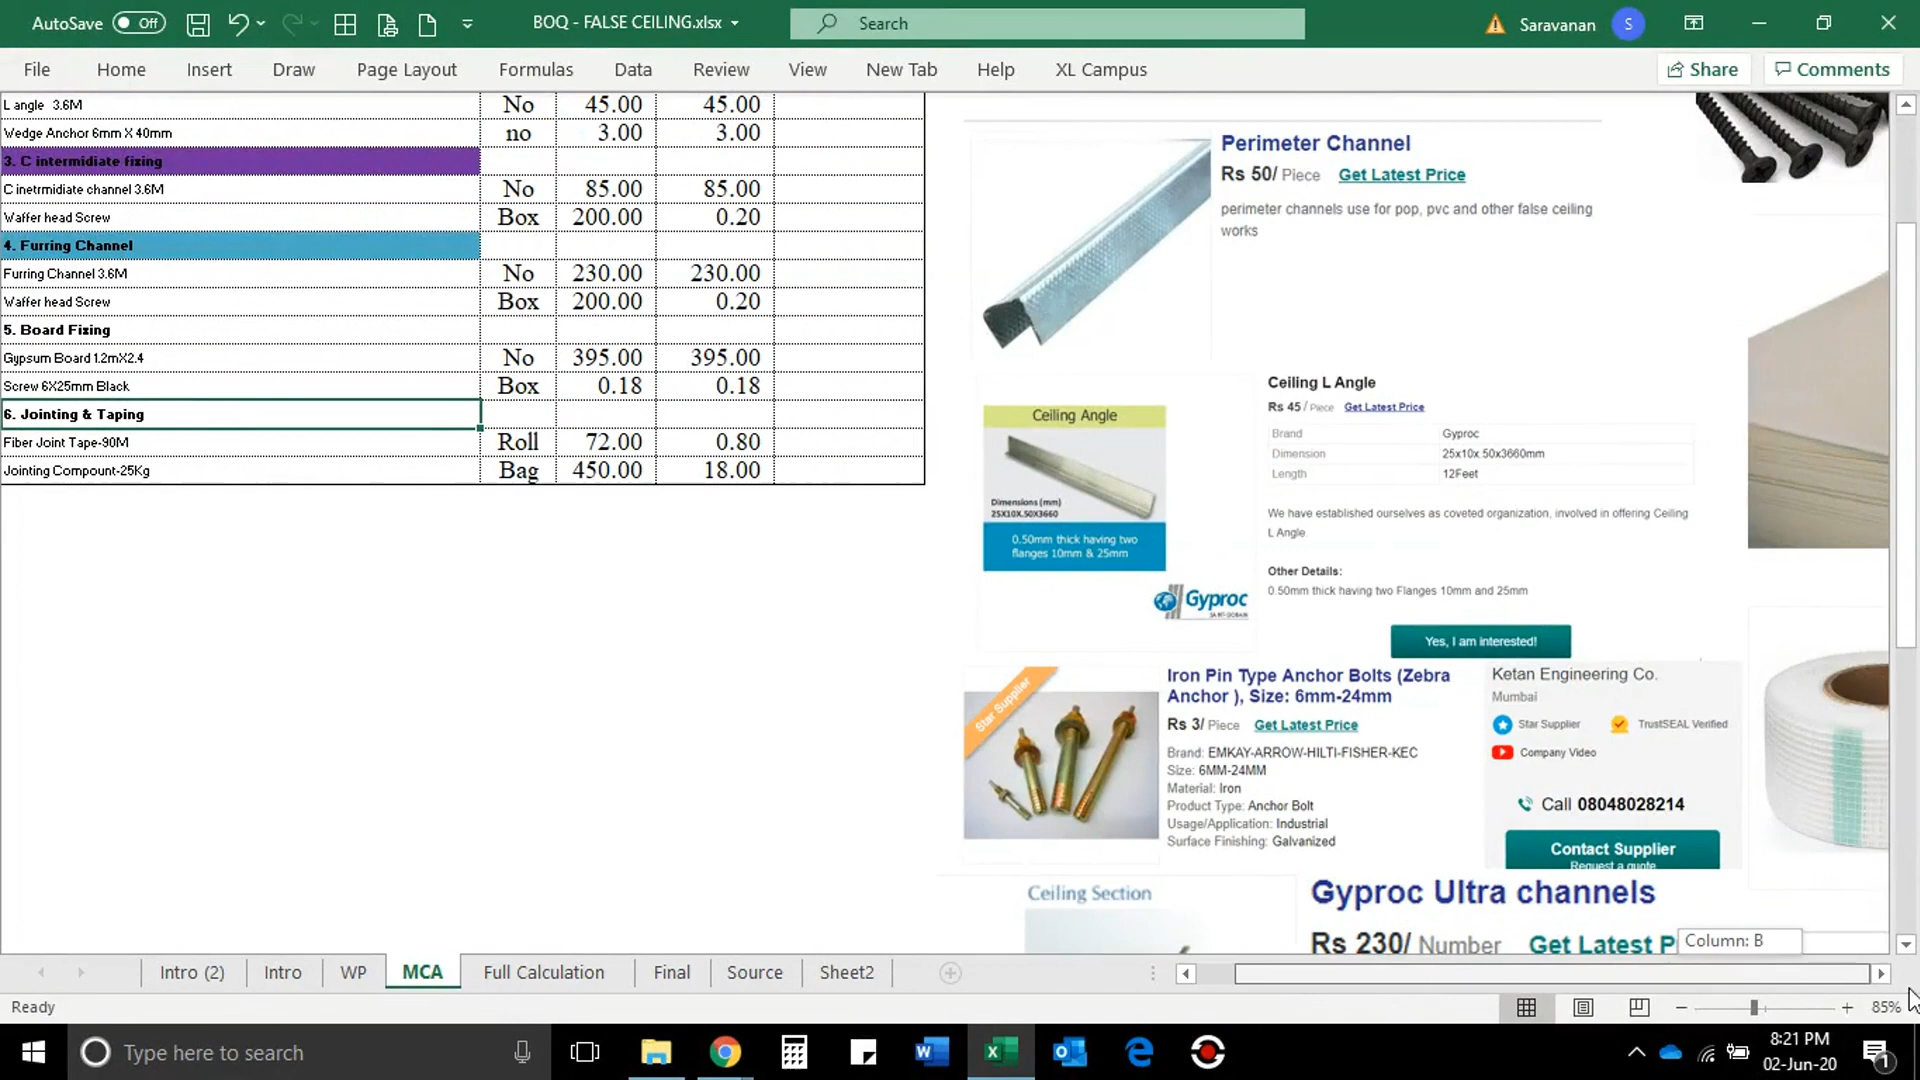 AutoSave Off BOQ - FALSE CEILING.xlsx Search Saravanan S
File Home Insert Draw Page Layout Formulas Data Review View New Tab Help XL Campus Share Comments
L angle 3.6M No 45.00 45.00
Wedge Anchor 6mm X 40mm no 3.00 3.00
3. C intermidiate fixing
C inetrmidiate channel 3.6M No 85.00 85.00
Waffer head Screw Box 200.00 0.20
4. Furring Channel
Furring Channel 3.6M No 230.00 230.00
Waffer head Screw Box 200.00 0.20
5. Board Fizing
Gypsum Board 1.2mX2.4 No 395.00 395.00
Screw 6X25mm Black Box 0.18 0.18
6. Jointing & Taping
Fiber Joint Tape-90M Roll 72.00 0.80
Jointing Compount-25Kg Bag 450.00 18.00
Perimeter Channel
Rs 50/ Piece Get Latest Price
perimeter channels use for pop, pvc and other false ceiling
works
Ceiling Angle
Dimensions (mm)
25X10X.50X3660
0.50mm thick having two
flanges 10mm & 25mm
Gyproc
Ceiling L Angle
Rs 45 / Piece Get Latest Price
Brand Gyproc
Dimension 25x10x.50x3660mm
Length 12Feet
We have established ourselves as coveted organization, involved in offering Ceiling
L Angle
Other Details:
0.50mm thick having two Flanges 10mm and 25mm
Yes, I am interested!
Star Supplier
Iron Pin Type Anchor Bolts (Zebra
Anchor ), Size: 6mm-24mm
Rs 3/ Piece Get Latest Price
Brand: EMKAY-ARROW-HILTI-FISHER-KEC
Size: 6MM-24MM
Material: Iron
Product Type: Anchor Bolt
Usage/Application: Industrial
Surface Finishing: Galvanized
Ketan Engineering Co.
Mumbai
Star Supplier TrustSEAL Verified
Company Video
Call 08048028214
Contact Supplier
Request a quote
Ceiling Section
Gyproc Ultra channels
Rs 230/ Number Get Latest P
Column: B
Intro (2) Intro WP MCA Full Calculation Final Source Sheet2
Ready 85%
Type here to search
8:21 PM
02-Jun-20
1